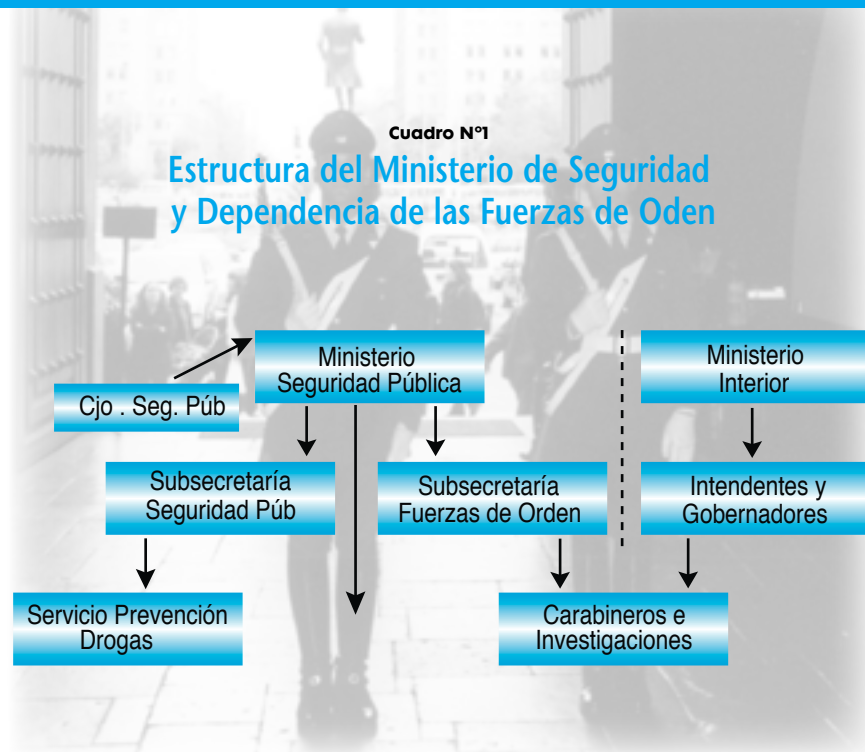 Cuadro N°1
Estructura del Ministerio de Seguridad
y Dependencia de las Fuerzas de Oden
Ministerio
Seguridad Pública
Ministerio
Interior
Cjo . Seg. Púb
Subsecretaría
Seguridad Púb
Subsecretaría
Fuerzas de Orden
Intendentes y
Gobernadores
Servicio Prevención
Drogas
Carabineros e
Investigaciones